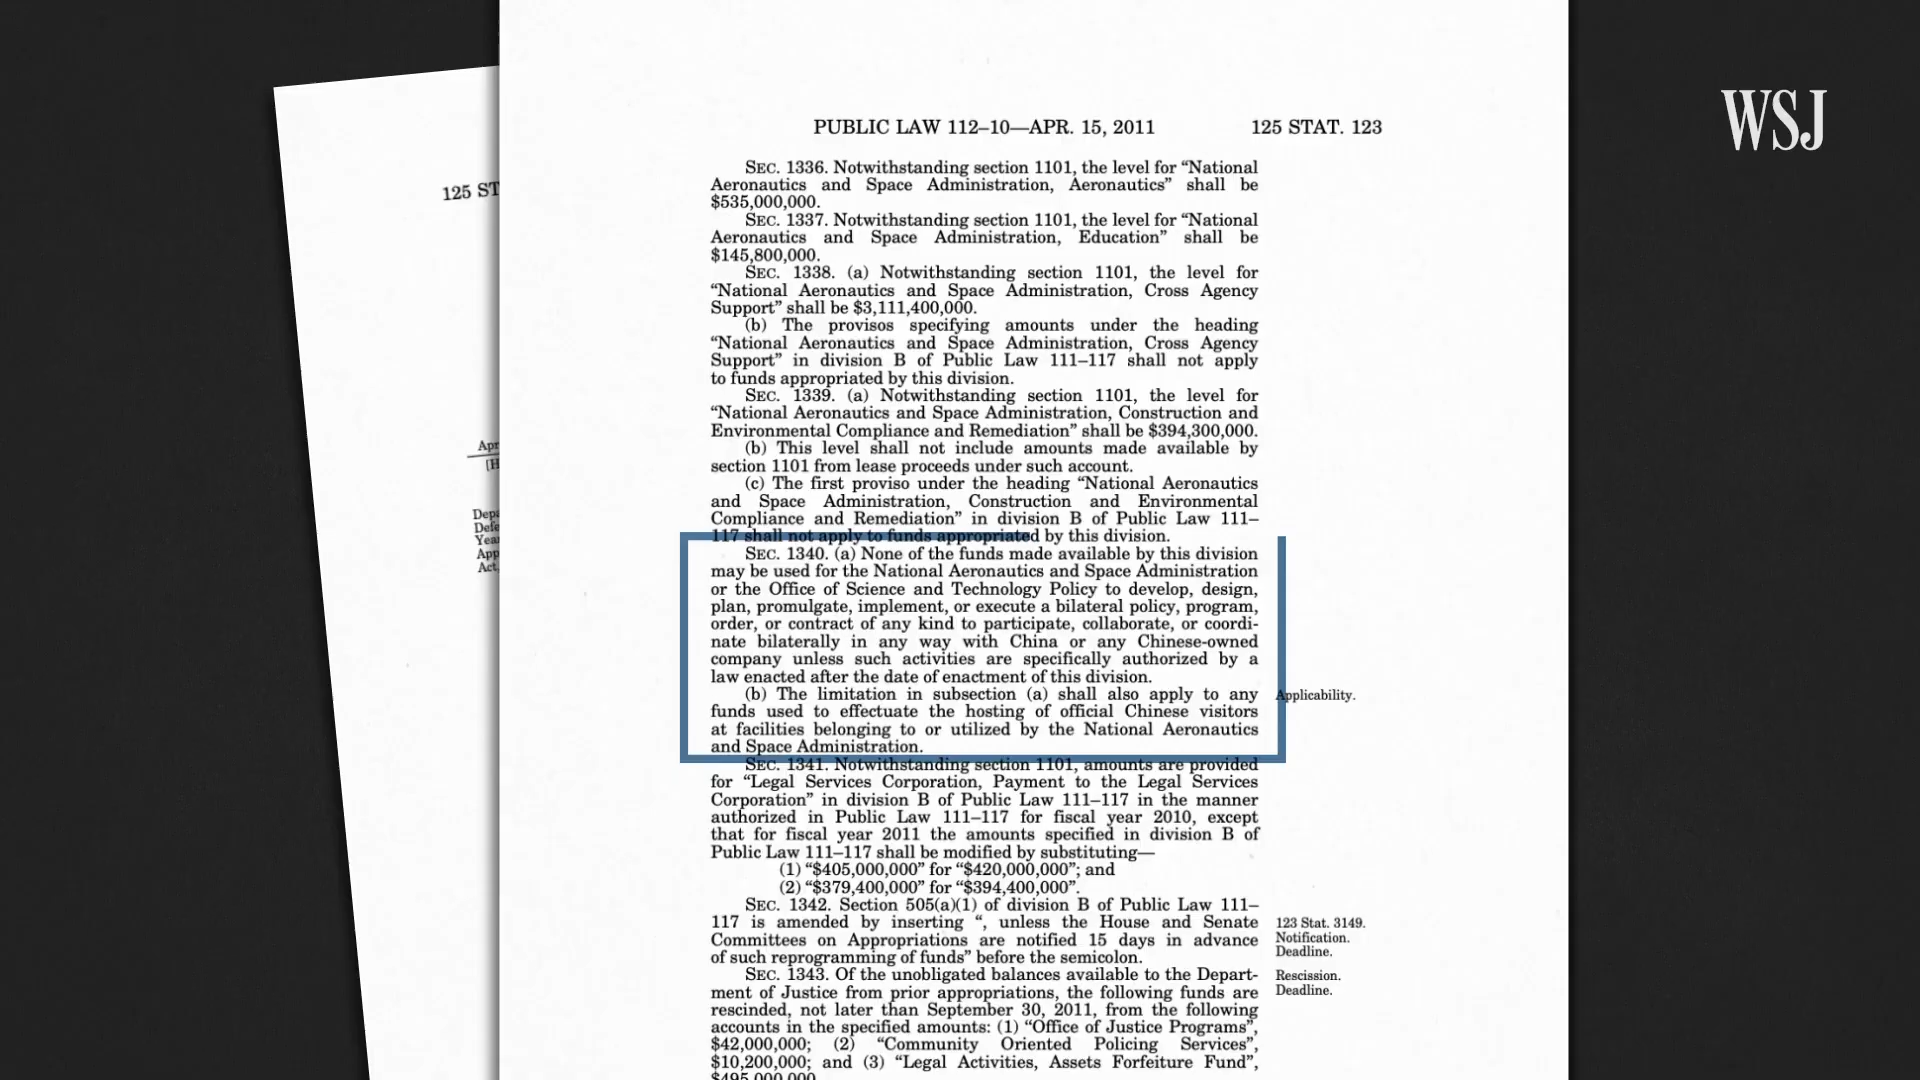 WSJ
PUBLIC LAW 112–10—APR. 15, 2011 125 STAT. 123
125 ST
Apr
[H
Depa
Defe
Yea
App
Act.
SEC. 1336. Notwithstanding section 1101, the level for “National
Aeronautics and Space Administration, Aeronautics” shall be
$535,000,000.
SEC. 1337. Notwithstanding section 1101, the level for “National
Aeronautics and Space Administration, Education” shall be
$145,800,000.
SEC. 1338. (a) Notwithstanding section 1101, the level for
“National Aeronautics and Space Administration, Cross Agency
Support” shall be $3,111,400,000.
(b) The provisos specifying amounts under the heading
“National Aeronautics and Space Administration, Cross Agency
Support” in division B of Public Law 111–117 shall not apply
to funds appropriated by this division.
SEC. 1339. (a) Notwithstanding section 1101, the level for
“National Aeronautics and Space Administration, Construction and
Environmental Compliance and Remediation” shall be $394,300,000.
(b) This level shall not include amounts made available by
section 1101 from lease proceeds under such account.
(c) The first proviso under the heading “National Aeronautics
and Space Administration, Construction and Environmental
Compliance and Remediation” in division B of Public Law 111–
117 shall not apply to funds appropriated by this division.
SEC. 1340. (a) None of the funds made available by this division
may be used for the National Aeronautics and Space Administration
or the Office of Science and Technology Policy to develop, design,
plan, promulgate, implement, or execute a bilateral policy, program,
order, or contract of any kind to participate, collaborate, or coordi-
nate bilaterally in any way with China or any Chinese-owned
company unless such activities are specifically authorized by a
law enacted after the date of enactment of this division.
(b) The limitation in subsection (a) shall also apply to any Applicability.
funds used to effectuate the hosting of official Chinese visitors
at facilities belonging to or utilized by the National Aeronautics
and Space Administration.
SEC. 1341. Notwithstanding section 1101, amounts are provided
for “Legal Services Corporation, Payment to the Legal Services
Corporation” in division B of Public Law 111–117 in the manner
authorized in Public Law 111–117 for fiscal year 2010, except
that for fiscal year 2011 the amounts specified in division B of
Public Law 111–117 shall be modified by substituting—
(1) “$405,000,000” for “$420,000,000”; and
(2) “$379,400,000” for “$394,400,000”.
SEC. 1342. Section 505(a)(1) of division B of Public Law 111–
117 is amended by inserting “, unless the House and Senate 123 Stat. 3149.
Committees on Appropriations are notified 15 days in advance Notification.
of such reprogramming of funds” before the semicolon. Deadline.
SEC. 1343. Of the unobligated balances available to the Depart- Rescission.
ment of Justice from prior appropriations, the following funds are Deadline.
rescinded, not later than September 30, 2011, from the following
accounts in the specified amounts: (1) “Office of Justice Programs”,
$42,000,000; (2) “Community Oriented Policing Services”,
$10,200,000; and (3) “Legal Activities, Assets Forfeiture Fund”,
$495,000,000.